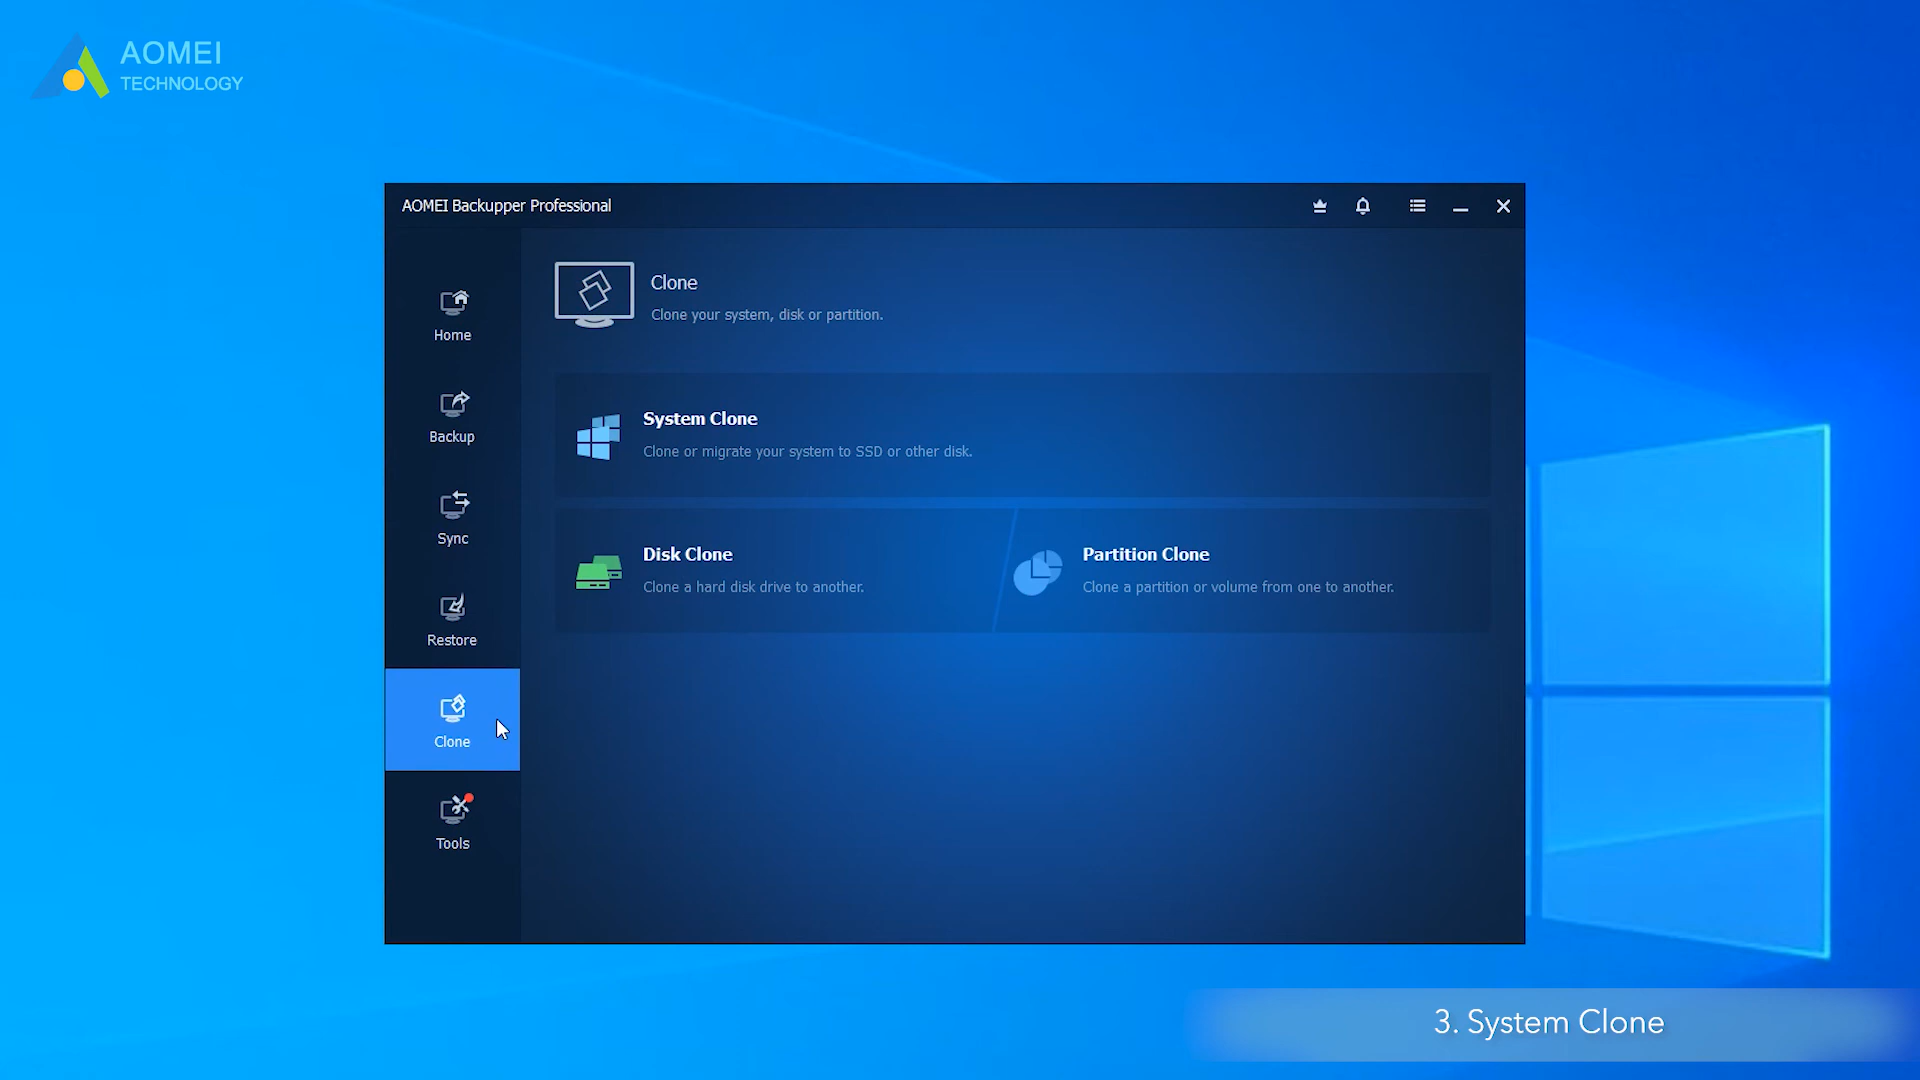 AOMEI
TECHNOLOGY
AOMEI Backupper Professional
Home
Backup
Sync
Restore
Clone
Tools
Clone
Clone your system, disk or partition.
System Clone
Clone or migrate your system to SSD or other disk.
Disk Clone
Clone a hard disk drive to another.
Partition Clone
Clone a partition or volume from one to another.
3. System Clone